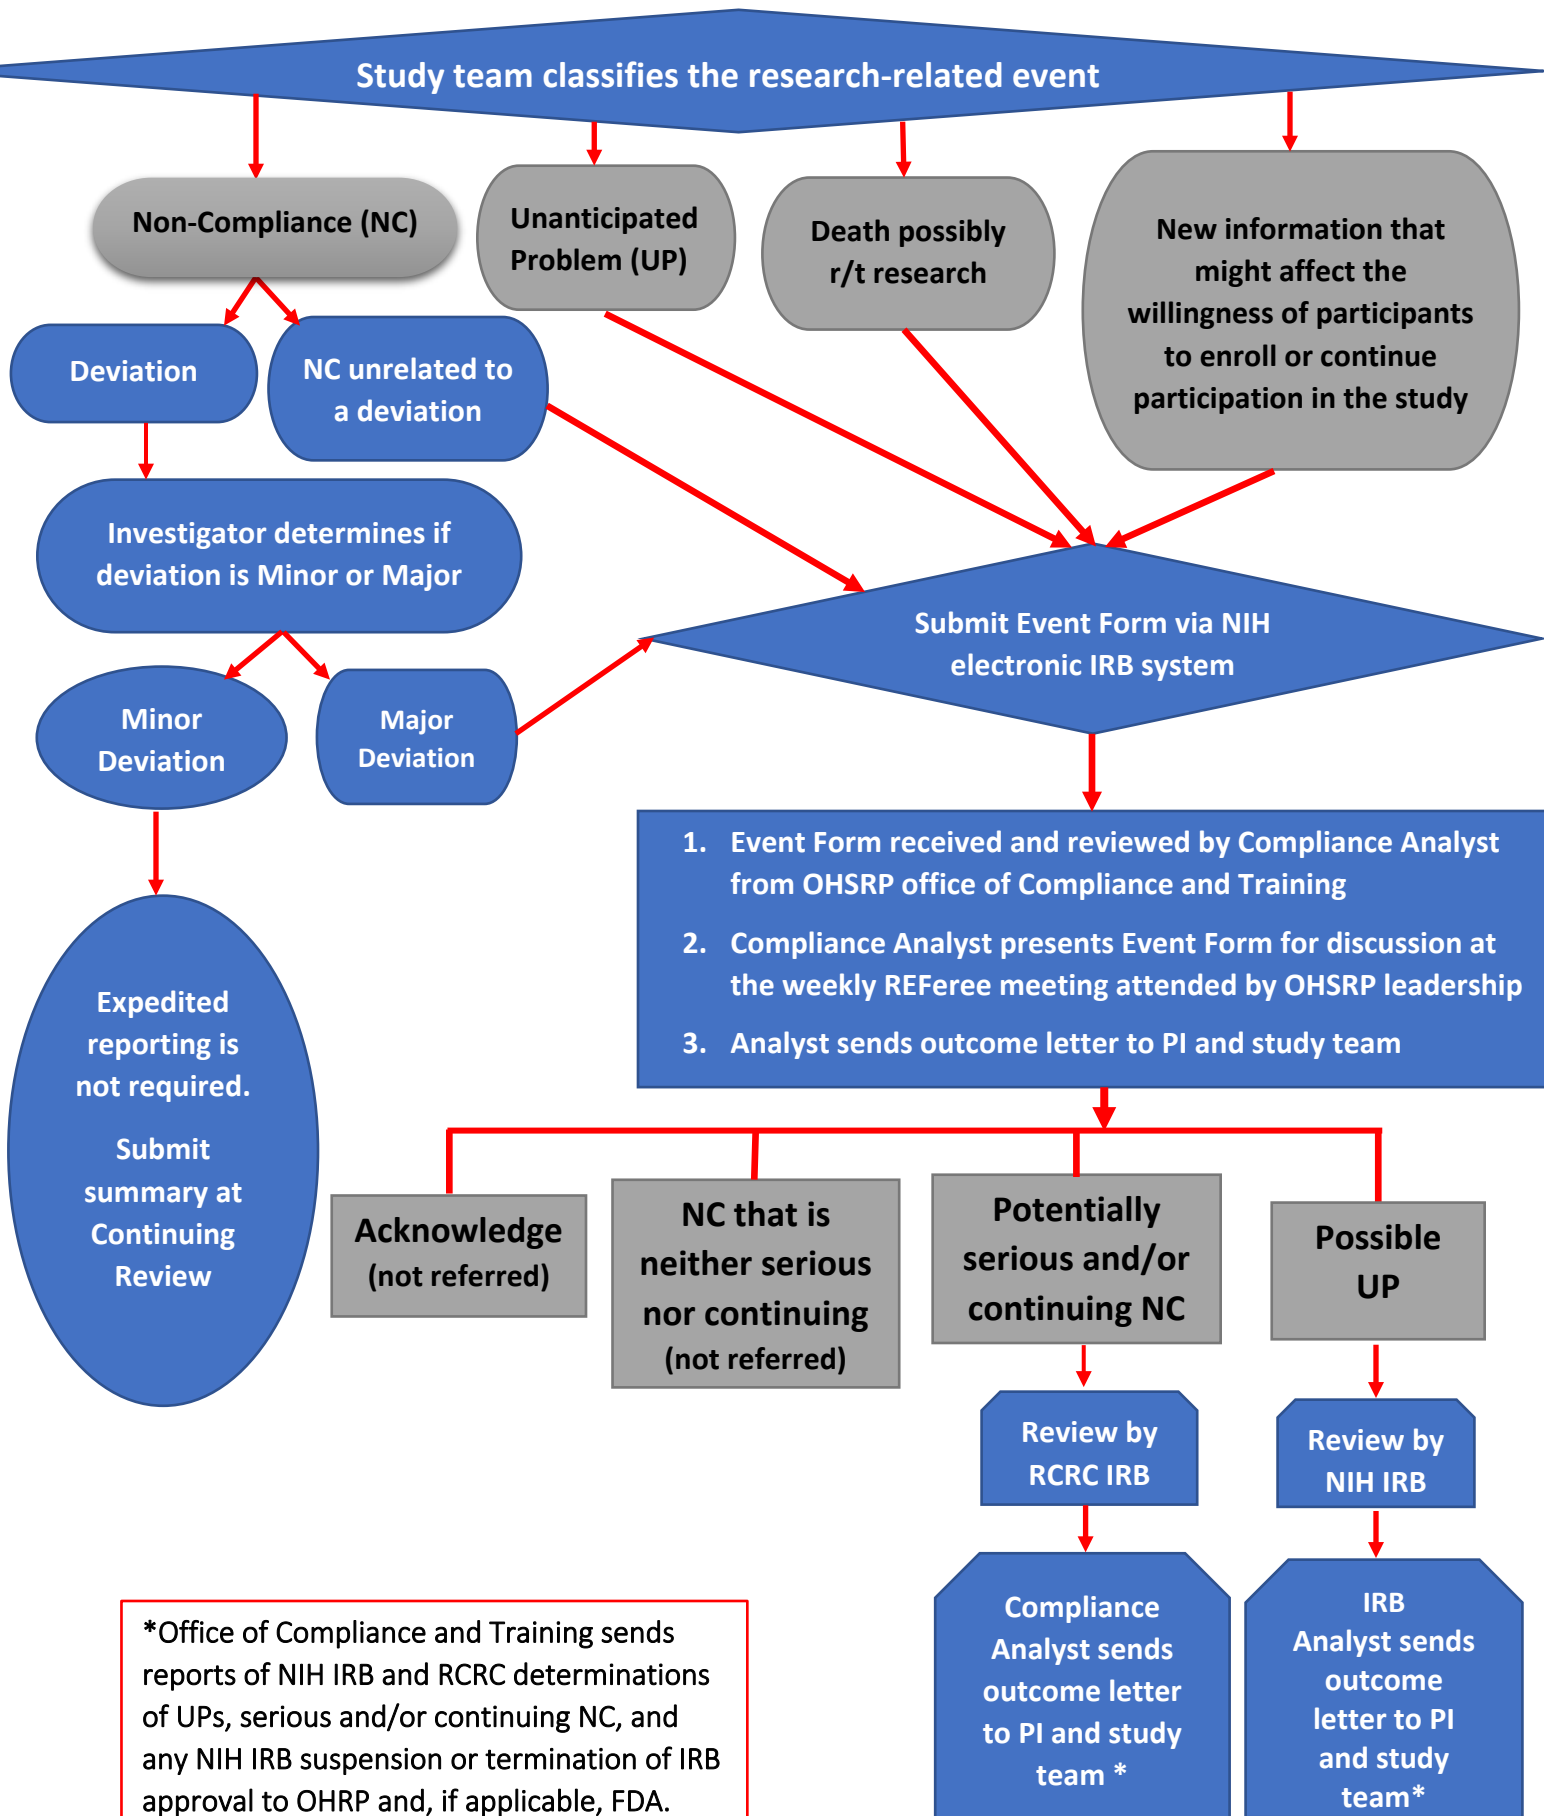 Study team classifies the research-related event
Non-Compliance (NC)
Unanticipated
Problem (UP)
Death possibly
r/t research
New information that
might affect the
willingness of participants
to enroll or continue
participation in the study
Deviation
NC unrelated to
a deviation
Investigator determines if
deviation is Minor or Major
Submit Event Form via NIH
electronic IRB system
Minor
Deviation
Major
Deviation
1. Event Form received and reviewed by Compliance Analyst
from OHSRP office of Compliance and Training
2. Compliance Analyst presents Event Form for discussion at
the weekly REFeree meeting attended by OHSRP leadership
3. Analyst sends outcome letter to PI and study team
Expedited
reporting is
not required.
Submit
summary at
Continuing
Review
Acknowledge
(not referred)
NC that is
neither serious
nor continuing
(not referred)
Potentially
serious and/or
continuing NC
Possible
UP
Review by
RCRC IRB
Review by
NIH IRB
Compliance
Analyst sends
outcome letter
to PI and study
team *
IRB
Analyst sends
outcome
letter to PI
and study
team*
*Office of Compliance and Training sends
reports of NIH IRB and RCRC determinations
of UPs, serious and/or continuing NC, and
any NIH IRB suspension or termination of IRB
approval to OHRP and, if applicable, FDA.